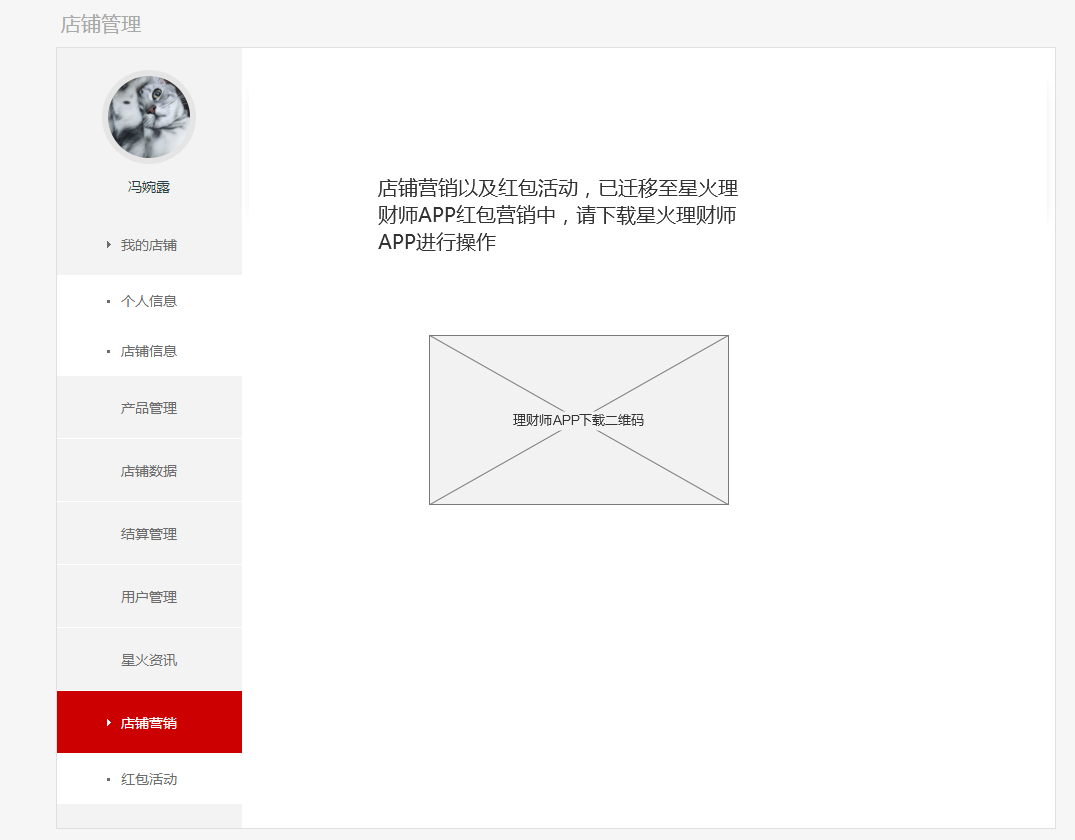 店铺管理
冯婉露
我的店铺
个人信息
店铺信息
产品管理
店铺数据
结算管理
用户管理
星火资讯
店铺营销
红包活动
店铺营销以及红包活动，已迁移至星火理
财师APP红包营销中，请下载星火理财师
APP进行操作
理财师APP下载二维码